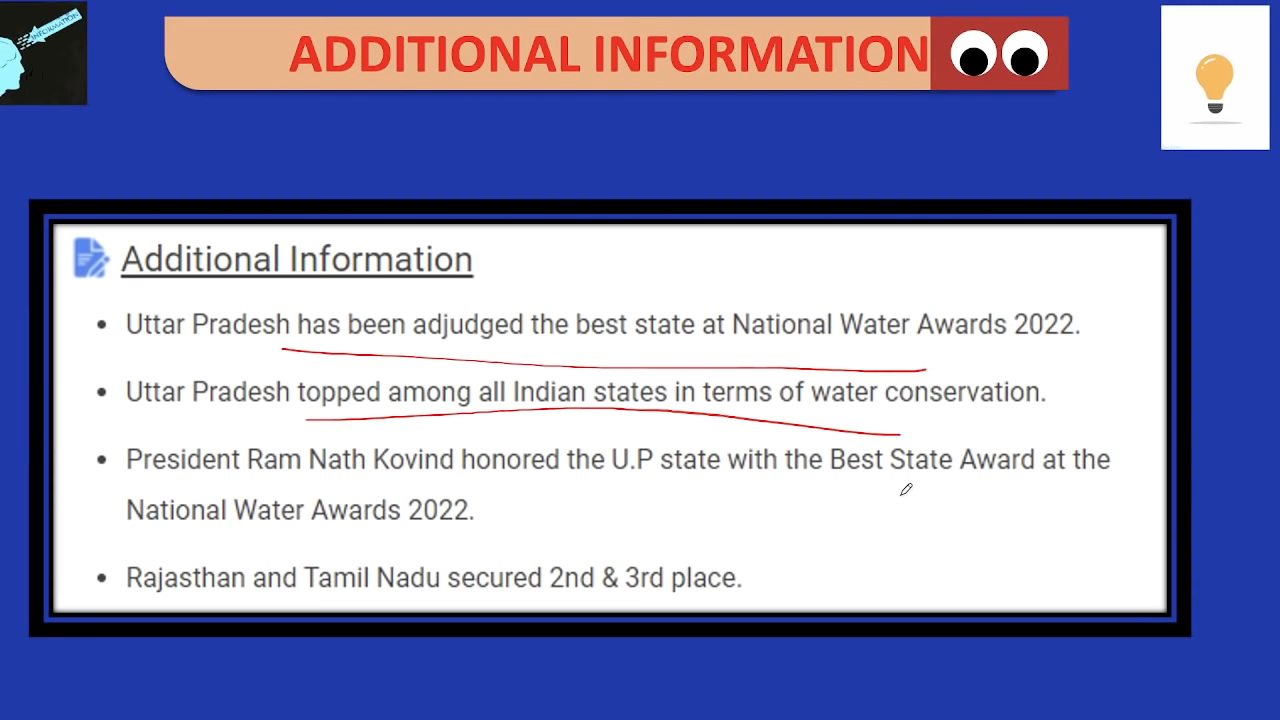 INFORMATION
ADDITIONAL INFORMATION
Additional Information
• Uttar Pradesh has been adjudged the best state at National Water Awards 2022.
• Uttar Pradesh topped among all Indian states in terms of water conservation.
• President Ram Nath Kovind honored the U.P state with the Best State Award at the
National Water Awards 2022.
• Rajasthan and Tamil Nadu secured 2nd & 3rd place.